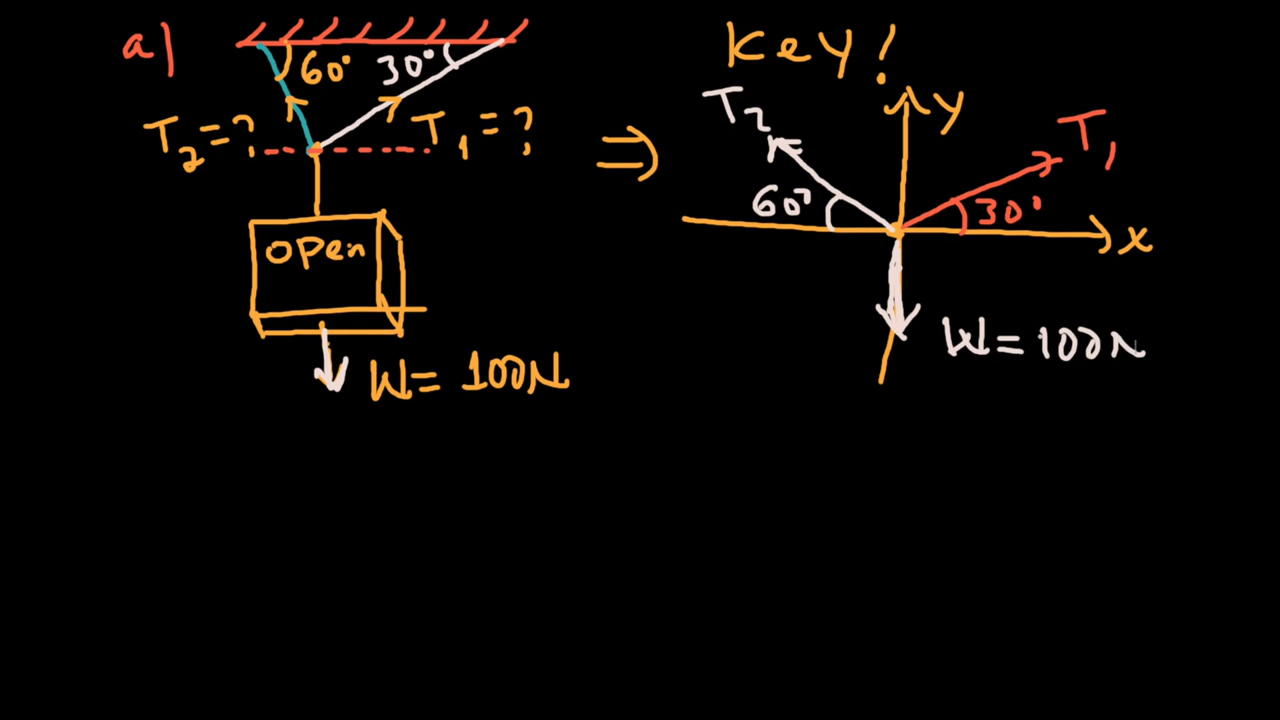 a)
60°
30°
T₂=?
T₁=?
open
W= 100N
⇒
Key!
y
T₂
T₁
60°
30°
x
W=100N